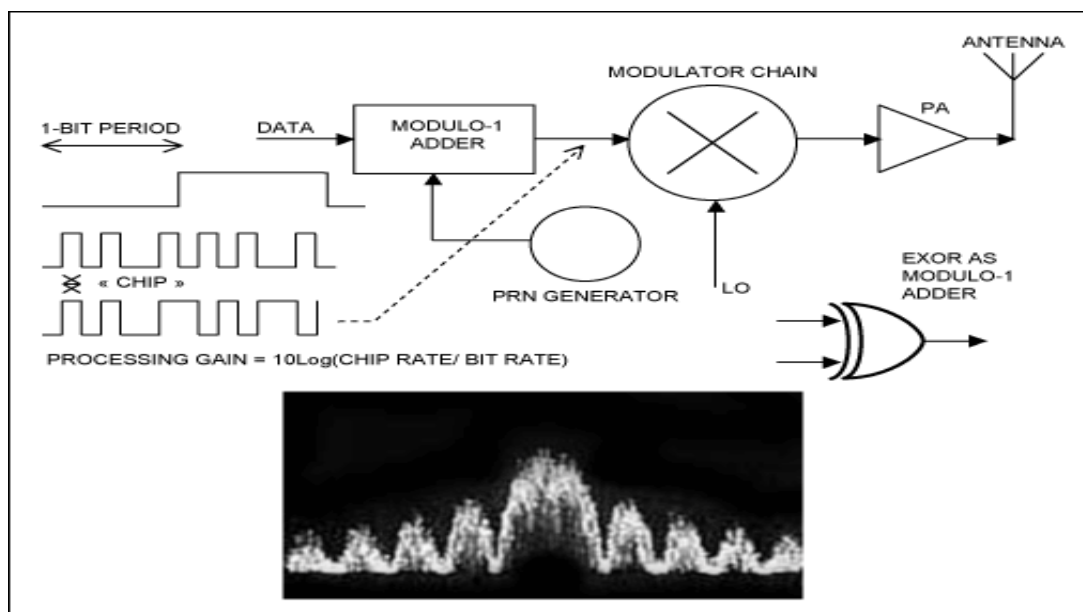 ANTENNA
MODULATOR CHAIN
PA
1-BIT PERIOD
DATA
MODULO-1
ADDER
PRN GENERATOR
LO
« CHIP »
EXOR AS
MODULO-1
ADDER
PROCESSING GAIN = 10Log(CHIP RATE/ BIT RATE)